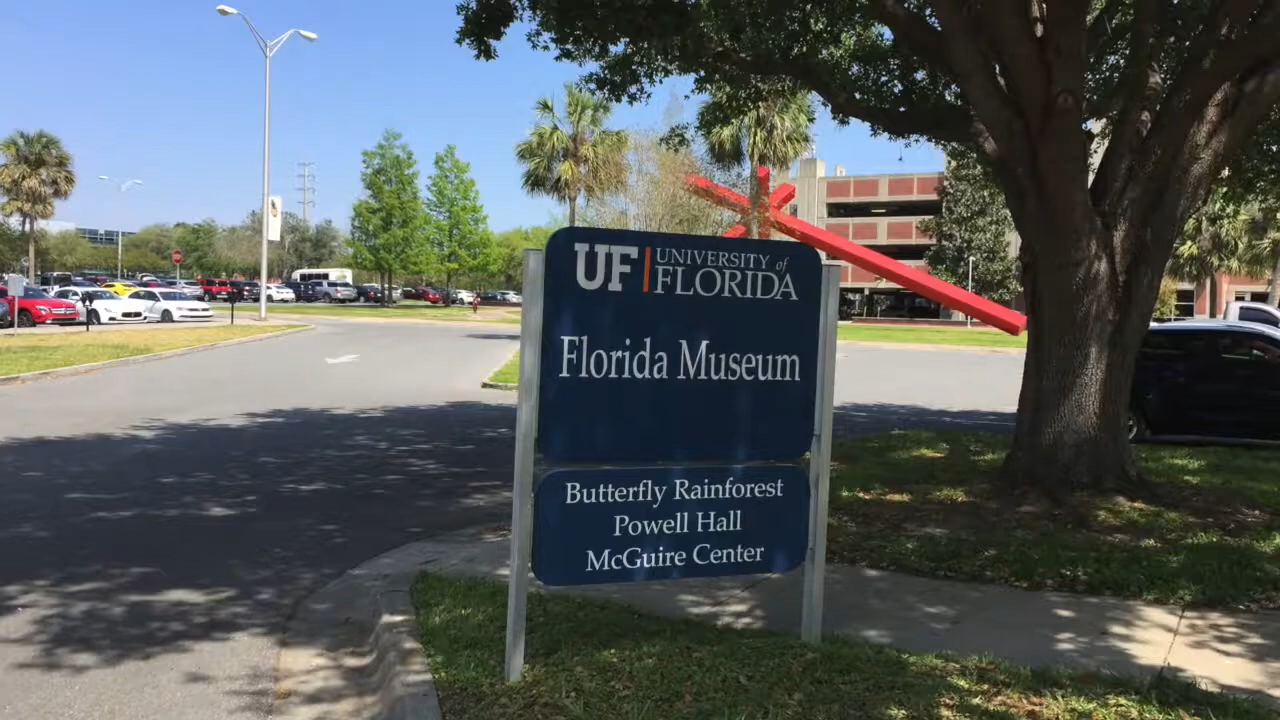 UF UNIVERSITY of
FLORIDA
Florida Museum
Butterfly Rainforest
Powell Hall
McGuire Center